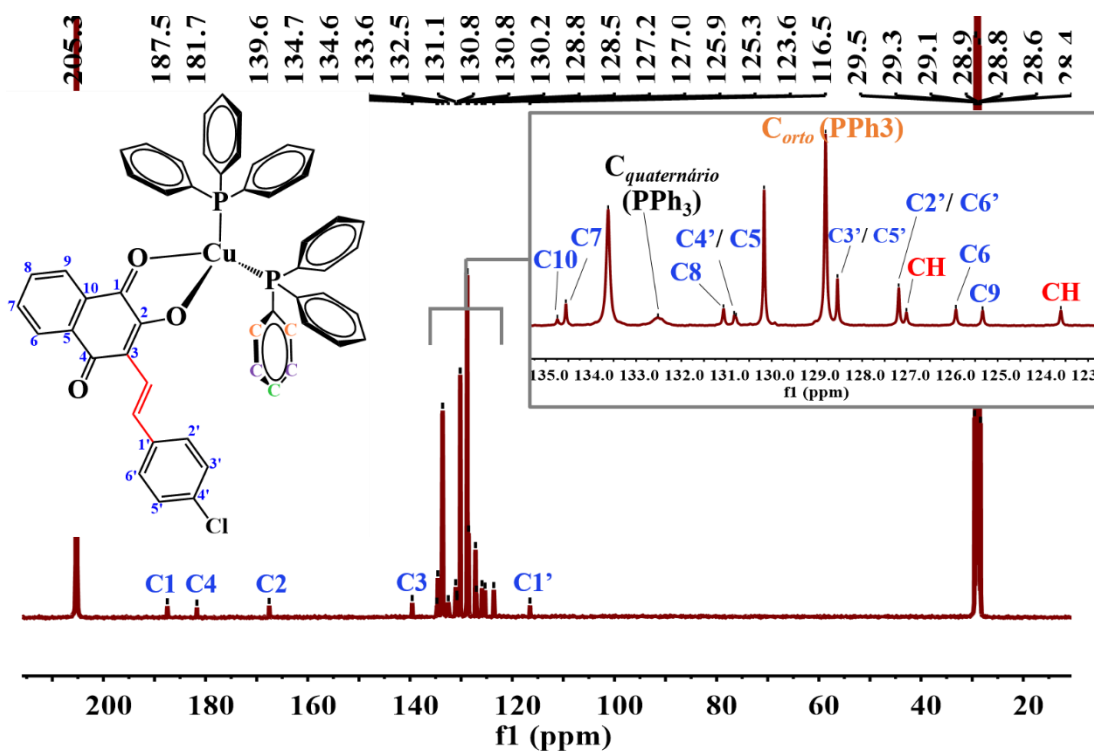 205.3 187.5 181.7 139.6 134.7 134.6 133.6 132.5 131.1 130.8 130.8 130.2 128.8 128.5 127.2 127.0 125.9 125.3 123.6 116.5 29.5 29.3 29.1 28.9 28.8 28.6 28.4
C orto (PPh3)
C quaternário
(PPh3)
C2'/ C6'
C4'/ C5
C3'/ C5'
C7
C10
C8
CH
C6
C9
CH
135.0 134.0 133.0 132.0 131.0 130.0 129.0 128.0 127.0 126.0 125.0 124.0 123
f1 (ppm)
P
Cu
P
O
O
O
Cl
1
2
3
4
5
6
7
8
9
10
C C
C C
C
1'
2'
3'
4'
5'
6'
C1 C4 C2 C3 C1'
200 180 160 140 120 100 80 60 40 20
f1 (ppm)